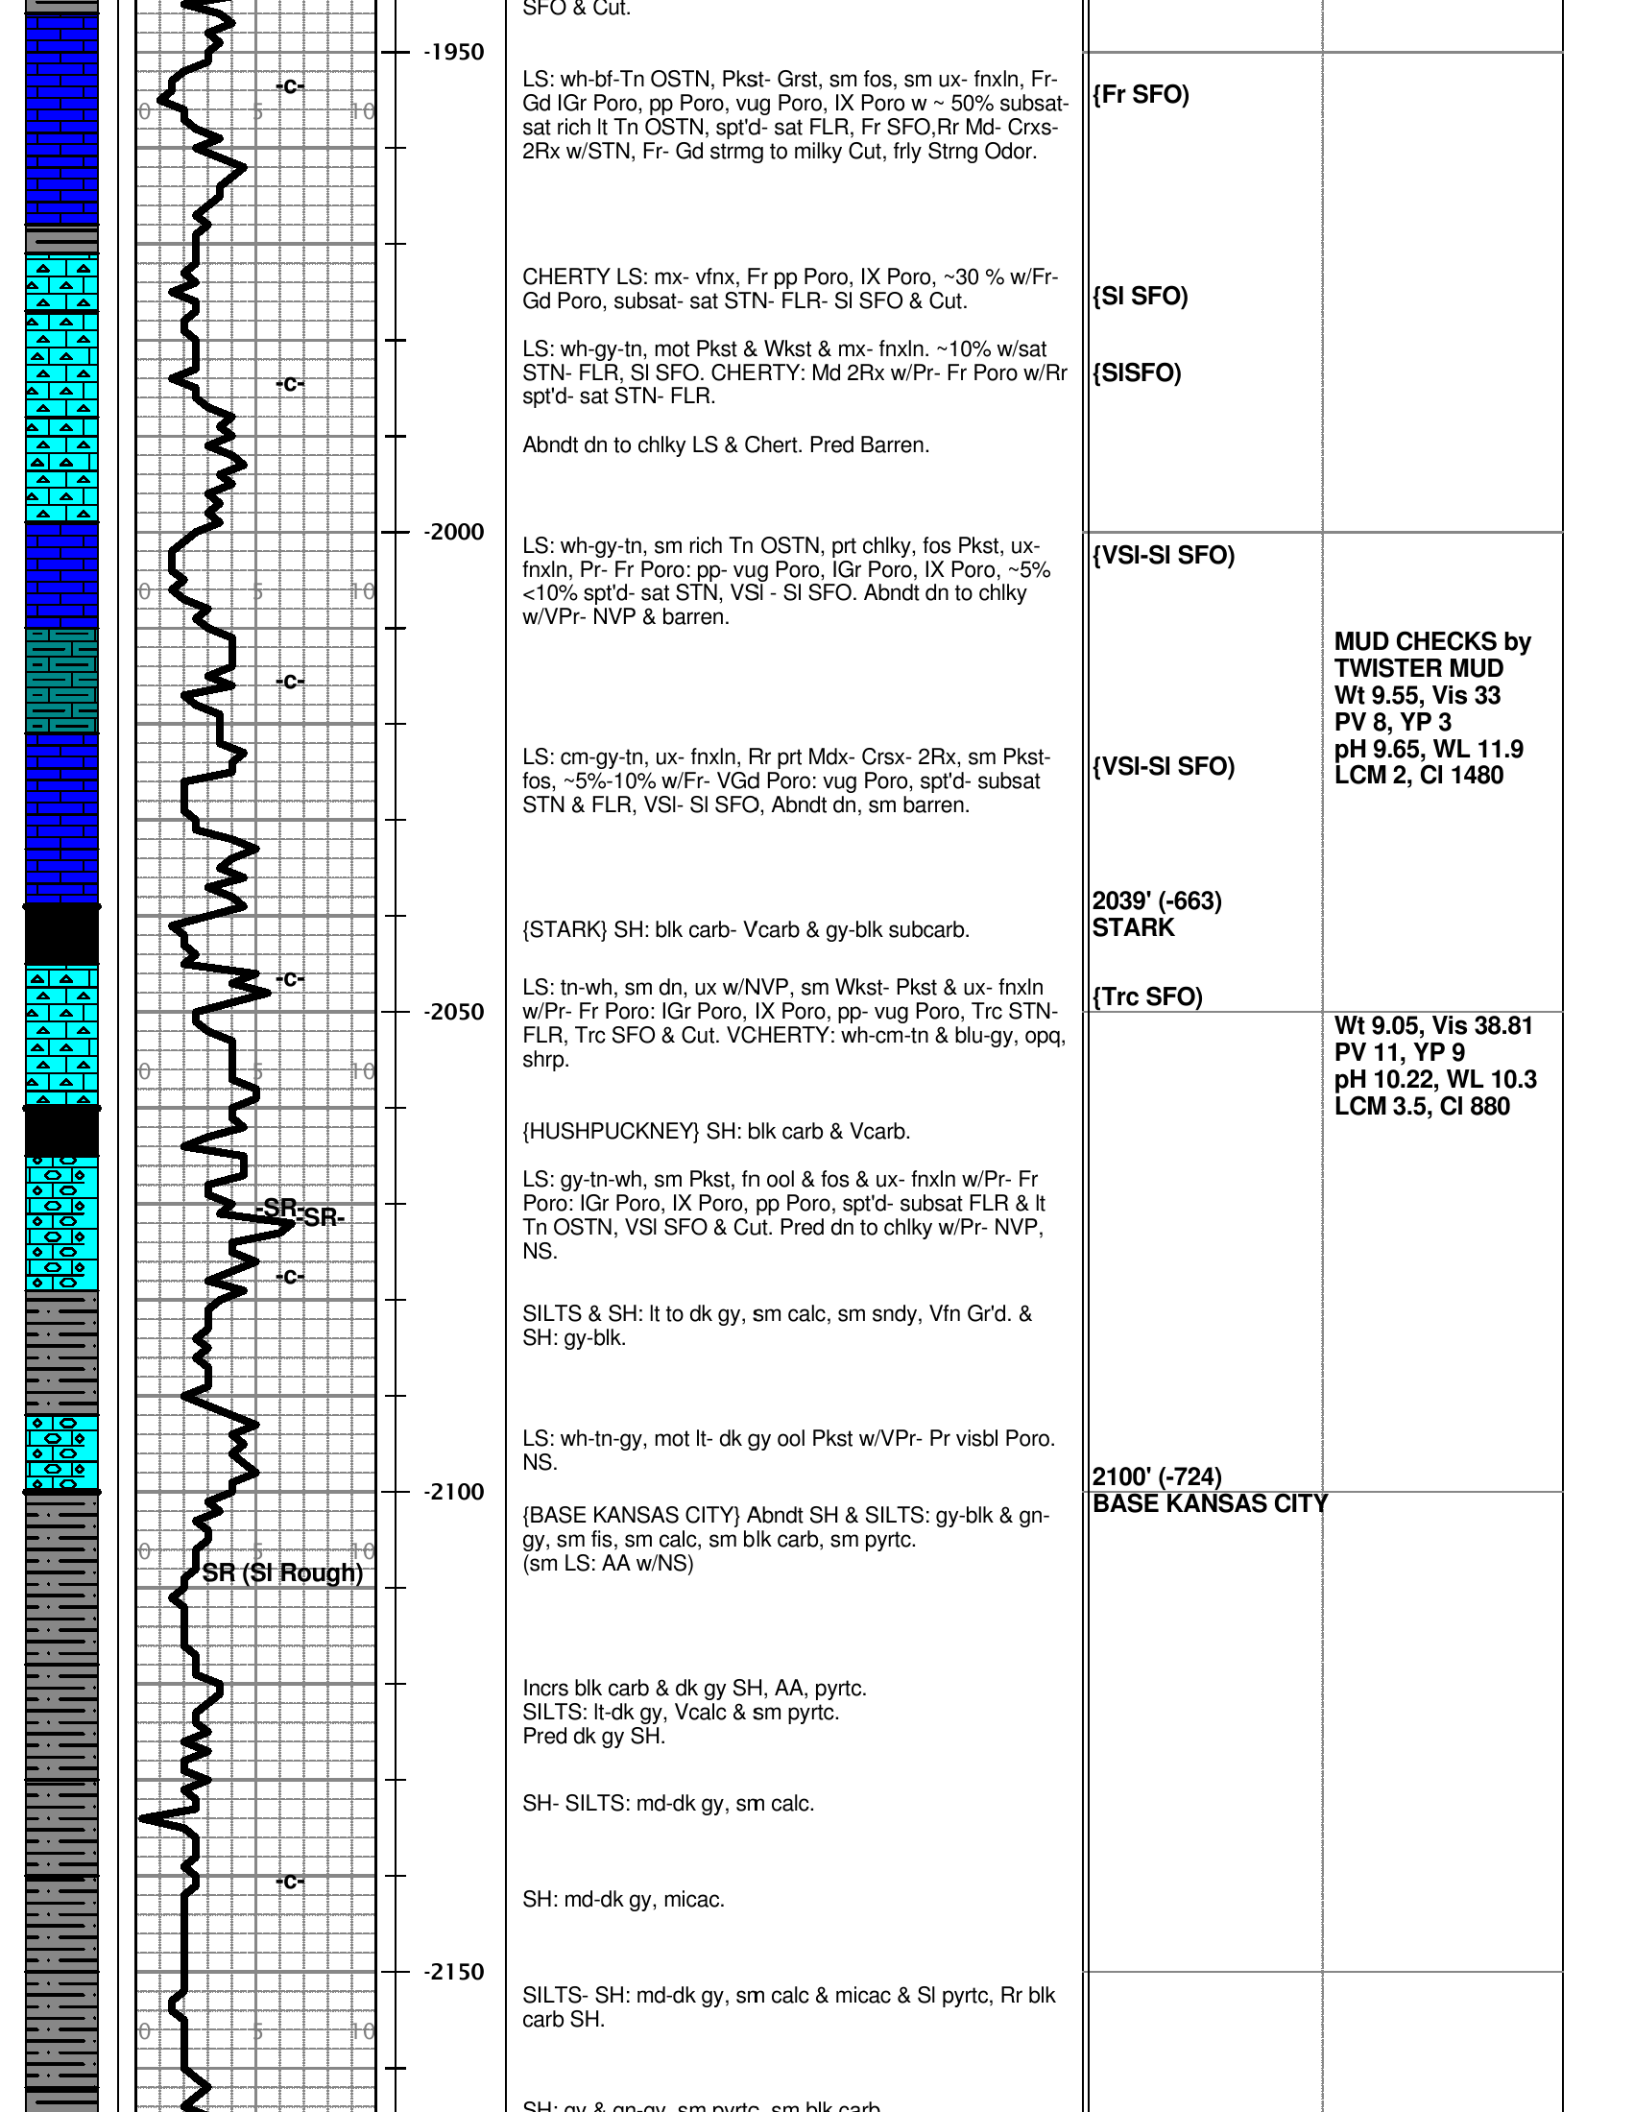 SFO & Cut.
-1950
LS: wh-bf-Tn OSTN, Pkst- Grst, sm fos, sm ux- fnxln, Fr-
Gd IGr Poro, pp Poro, vug Poro, IX Poro w ~ 50% subsat-
sat rich lt Tn OSTN, spt'd- sat FLR, Fr SFO,Rr Md- Crxs-
2Rx w/STN, Fr- Gd strmg to milky Cut, frly Strng Odor.
{Fr SFO)
-c-
0 5 10
CHERTY LS: mx- vfnx, Fr pp Poro, IX Poro, ~30 % w/Fr-
Gd Poro, subsat- sat STN- FLR- Sl SFO & Cut.
{Sl SFO)
LS: wh-gy-tn, mot Pkst & Wkst & mx- fnxln. ~10% w/sat
STN- FLR, Sl SFO. CHERTY: Md 2Rx w/Pr- Fr Poro w/Rr
spt'd- sat STN- FLR.
{SlSFO)
-c-
Abndt dn to chlky LS & Chert. Pred Barren.
-2000
LS: wh-gy-tn, sm rich Tn OSTN, prt chlky, fos Pkst, ux-
fnxln, Pr- Fr Poro: pp- vug Poro, IGr Poro, IX Poro, ~5%
<10% spt'd- sat STN, VSl - Sl SFO. Abndt dn to chlky
w/VPr- NVP & barren.
{VSl-Sl SFO)
0 5 10
MUD CHECKS by
TWISTER MUD
Wt 9.55, Vis 33
PV 8, YP 3
pH 9.65, WL 11.9
LCM 2, Cl 1480
-c-
LS: cm-gy-tn, ux- fnxln, Rr prt Mdx- Crsx- 2Rx, sm Pkst-
fos, ~5%-10% w/Fr- VGd Poro: vug Poro, spt'd- subsat
STN & FLR, VSl- Sl SFO, Abndt dn, sm barren.
{VSl-Sl SFO)
2039' (-663)
STARK
{STARK} SH: blk carb- Vcarb & gy-blk subcarb.
-c-
LS: tn-wh, sm dn, ux w/NVP, sm Wkst- Pkst & ux- fnxln
w/Pr- Fr Poro: IGr Poro, IX Poro, pp- vug Poro, Trc STN-
FLR, Trc SFO & Cut. VCHERTY: wh-cm-tn & blu-gy, opq,
shrp.
{Trc SFO)
-2050
Wt 9.05, Vis 38.81
PV 11, YP 9
pH 10.22, WL 10.3
LCM 3.5, Cl 880
0 5 10
{HUSHPUCKNEY} SH: blk carb & Vcarb.
LS: gy-tn-wh, sm Pkst, fn ool & fos & ux- fnxln w/Pr- Fr
Poro: IGr Poro, IX Poro, pp Poro, spt'd- subsat FLR & lt
Tn OSTN, VSl SFO & Cut. Pred dn to chlky w/Pr- NVP,
NS.
-SR-
-SR-
-c-
SILTS & SH: lt to dk gy, sm calc, sm sndy, Vfn Gr'd. &
SH: gy-blk.
LS: wh-tn-gy, mot lt- dk gy ool Pkst w/VPr- Pr visbl Poro.
NS.
2100' (-724)
BASE KANSAS CITY
-2100
{BASE KANSAS CITY} Abndt SH & SILTS: gy-blk & gn-
gy, sm fis, sm calc, sm blk carb, sm pyrtc.
(sm LS: AA w/NS)
0 5 10
SR (Sl Rough)
Incrs blk carb & dk gy SH, AA, pyrtc.
SILTS: lt-dk gy, Vcalc & sm pyrtc.
Pred dk gy SH.
SH- SILTS: md-dk gy, sm calc.
-c-
SH: md-dk gy, micac.
-2150
SILTS- SH: md-dk gy, sm calc & micac & Sl pyrtc, Rr blk
carb SH.
0 5 10
SH: gy & gn-gy, sm pyrtc, sm blk carb